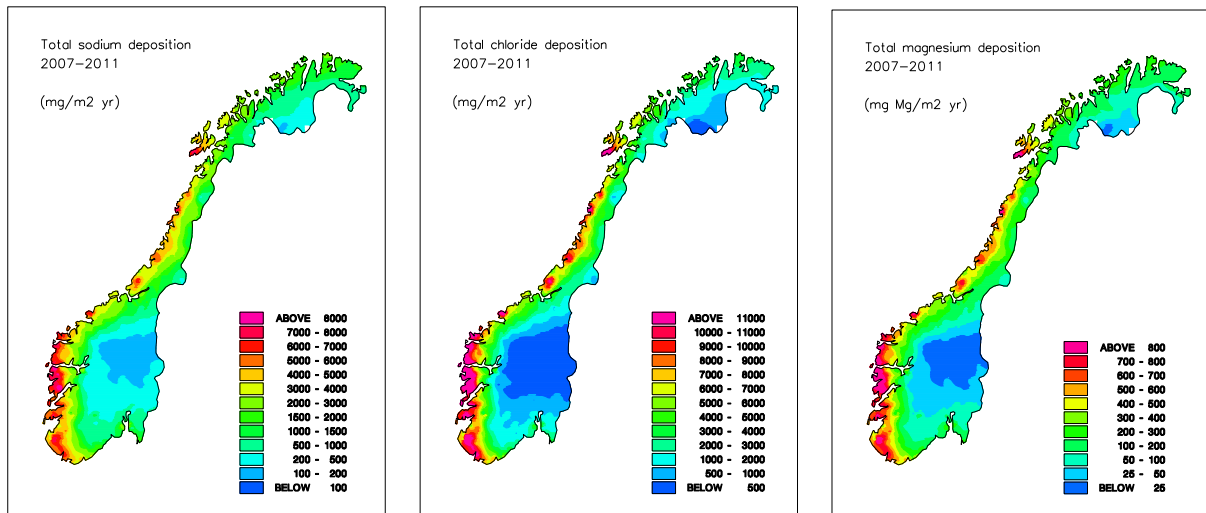 Total sodium deposition
2007-2011
(mg/m2 yr)
ABOVE 8000
7000 - 8000
6000 - 7000
5000 - 6000
4000 - 5000
3000 - 4000
2000 - 3000
1500 - 2000
1000 - 1500
500 - 1000
200 - 500
100 - 200
BELOW 100
Total chloride deposition
2007-2011
(mg/m2 yr)
ABOVE 11000
10000 - 11000
9000 - 10000
8000 - 9000
7000 - 8000
6000 - 7000
5000 - 6000
4000 - 5000
3000 - 4000
2000 - 3000
1000 - 2000
500 - 1000
BELOW 500
Total magnesium deposition
2007-2011
(mg Mg/m2 yr)
ABOVE 800
700 - 800
600 - 700
500 - 600
400 - 500
300 - 400
200 - 300
100 - 200
50 - 100
25 - 50
BELOW 25